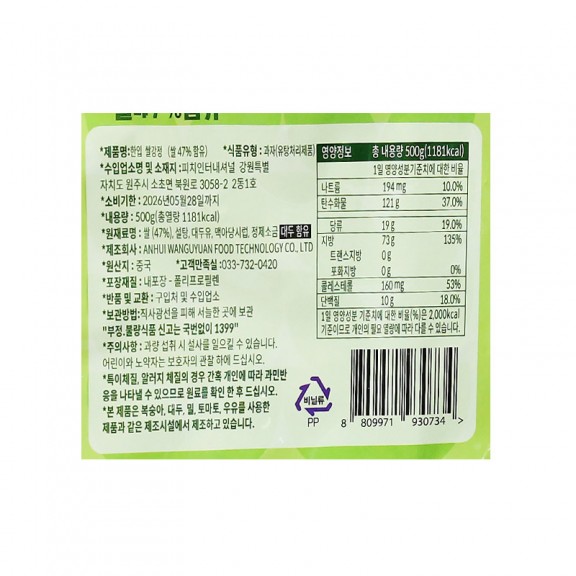 쌀47%함유
*제품명:한입 쌀강정 (쌀47%함유) *식품유형:과자(유탕처리제품)
*수입업소명 및 소재지:피치인터내셔널 강원특별
자치도 원주시 소초면 북원로 3058-2 2동1호
*소비기한:2026년05월28일까지
*내용량:500g(총열량 1181kcal)
*원재료명:쌀(47%), 설탕, 대두유, 맥아당시럽, 정제소금 대두 함유
*제조회사:ANHUI WANGUYUAN FOOD TECHNOLOGY CO., LTD
*원산지:중국 *고객만족실:033-732-0420
*포장재질:내포장-폴리프로필렌
*반품 및 교환:구입처 및 수입업소
*보관방법:직사광선을 피해 서늘한 곳에 보관
"부정.불량식품 신고는 국번없이 1399"
*주의사항:과량 섭취 시 설사를 일으킬 수 있습니다.
어린이와 노약자는 보호자의 관찰 하에 드십시오.
*특이체질, 알러지 체질의 경우 간혹 개인에 따라 과민반
응을 나타낼 수 있으므로 원료를 확인 한 후 드십시오.
*본 제품은 복숭아, 대두, 밀, 토마토, 우유를 사용한
제품과 같은 제조시설에서 제조하고 있습니다.
영양정보 총 내용량 500g(1181kcal)
1일 영양성분기준치에 대한 비율
나트륨 194 mg 10.0%
탄수화물 121 g 37.0%
당류 19 g 19.0%
지방 73 g 135%
트랜스지방 0 g
포화지방 0 g 0%
콜레스테롤 160 mg 53%
단백질 10 g 18.0%
1일 영양성분 기준치에 대한 비율(%)은 2,000kcal
기준이므로 개인의 필요 열량에 따라 다를 수 있습니다.
비닐류
PP
8 809971 930734 >